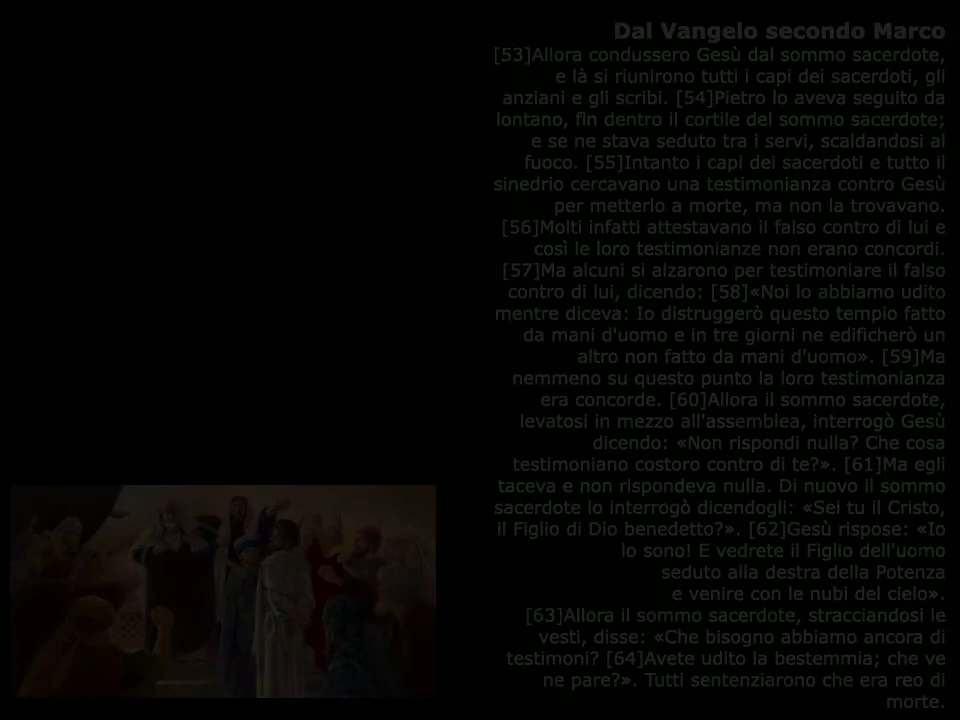 Dal Vangelo secondo Marco
[53]Allora condussero Gesù dal sommo sacerdote,
e là si riunirono tutti i capi dei sacerdoti, gli
anziani e gli scribi. [54]Pietro lo aveva seguito da
lontano, fin dentro il cortile del sommo sacerdote;
e se ne stava seduto tra i servi, scaldandosi al
fuoco. [55]Intanto i capi dei sacerdoti e tutto il
sinedrio cercavano una testimonianza contro Gesù
per metterlo a morte, ma non la trovavano.
[56]Molti infatti attestavano il falso contro di lui e
così le loro testimonianze non erano concordi.
[57]Ma alcuni si alzarono per testimoniare il falso
contro di lui, dicendo: [58]«Noi lo abbiamo udito
mentre diceva: Io distruggerò questo tempio fatto
da mani d'uomo e in tre giorni ne edificherò un
altro non fatto da mani d'uomo». [59]Ma
nemmeno su questo punto la loro testimonianza
era concorde. [60]Allora il sommo sacerdote,
levatosi in mezzo all'assemblea, interrogò Gesù
dicendo: «Non rispondi nulla? Che cosa
testimoniano costoro contro di te?». [61]Ma egli
taceva e non rispondeva nulla. Di nuovo il sommo
sacerdote lo interrogò dicendogli: «Sei tu il Cristo,
il Figlio di Dio benedetto?». [62]Gesù rispose: «Io
lo sono! E vedrete il Figlio dell'uomo
seduto alla destra della Potenza
e venire con le nubi del cielo».
[63]Allora il sommo sacerdote, stracciandosi le
vesti, disse: «Che bisogno abbiamo ancora di
testimoni? [64]Avete udito la bestemmia; che ve
ne pare?». Tutti sentenziarono che era reo di
morte.